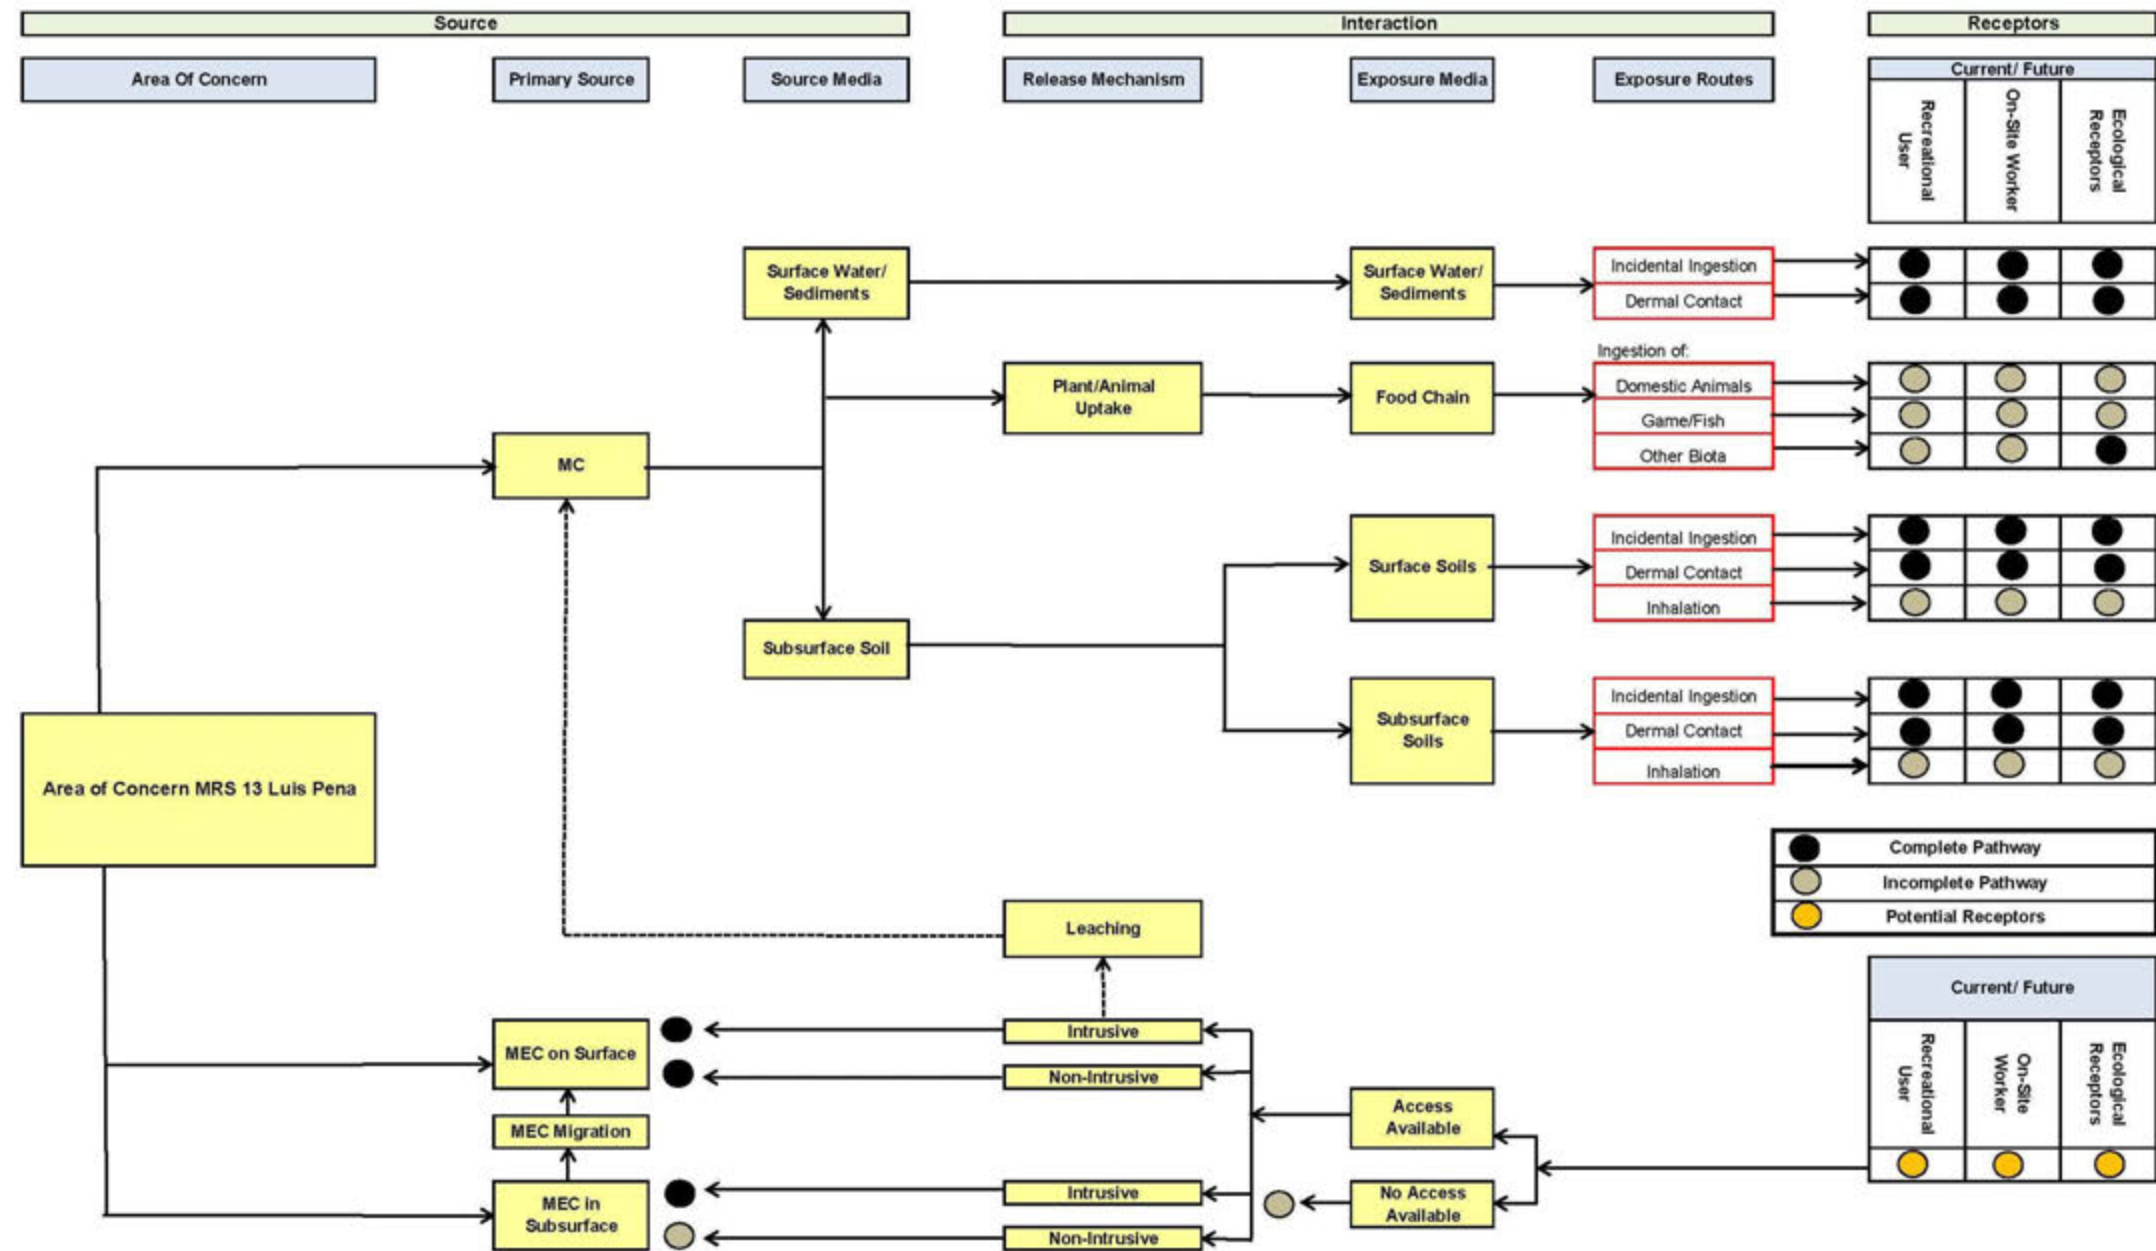 Source
Interaction
Receptors
Area Of Concern
Primary Source
Source Media
Release Mechanism
Exposure Media
Exposure Routes
Current/ Future
Recreational
User
On-Site Worker
Ecological
Receptors
Surface Water/
Sediments
Surface Water/
Sediments
Incidental Ingestion
Dermal Contact
Ingestion of:
Plant/Animal
Uptake
Food Chain
Domestic Animals
Game/Fish
Other Biota
MC
Surface Soils
Incidental Ingestion
Dermal Contact
Inhalation
Subsurface Soil
Subsurface
Soils
Incidental Ingestion
Dermal Contact
Inhalation
Area of Concern MRS 13 Luis Pena
Complete Pathway
Incomplete Pathway
Potential Receptors
Leaching
Current/ Future
Recreational
User
On-Site
Worker
Ecological
Receptors
MEC on Surface
Intrusive
Non-Intrusive
MEC Migration
Access
Available
MEC in
Subsurface
Intrusive
Non-Intrusive
No Access
Available